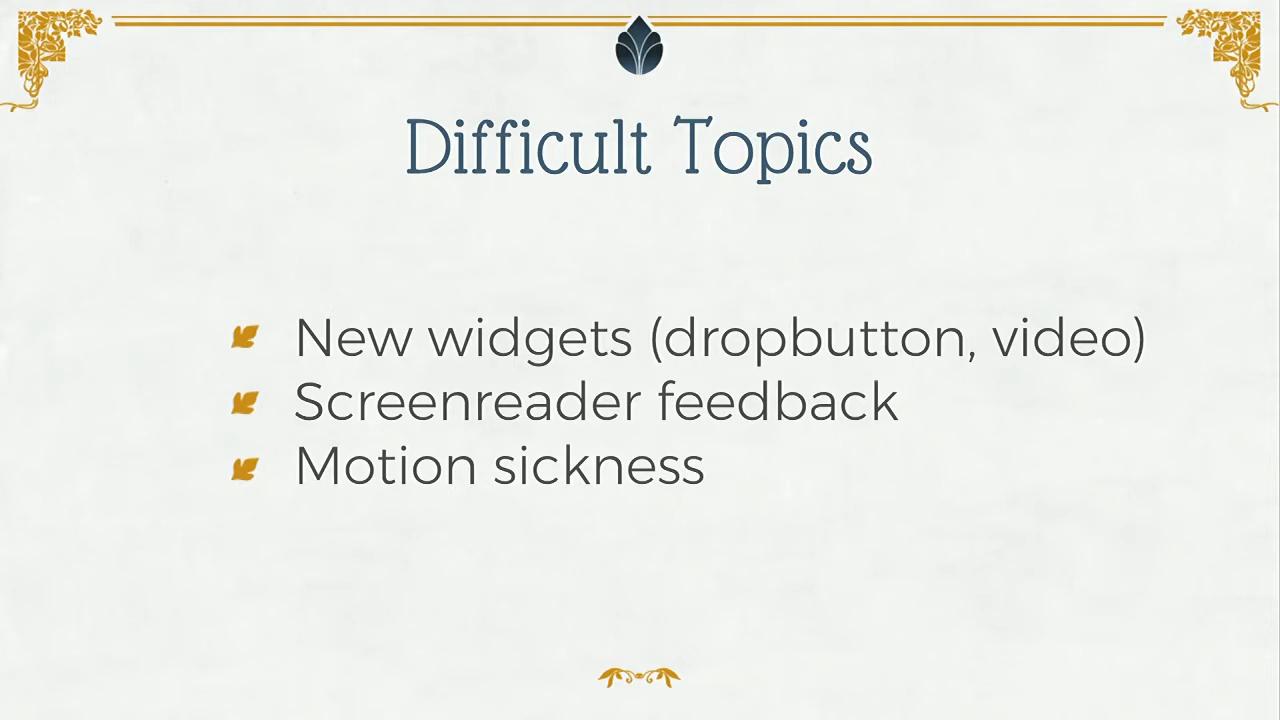 Difficult Topics
New widgets (dropbutton, video)
Screenreader feedback
Motion sickness